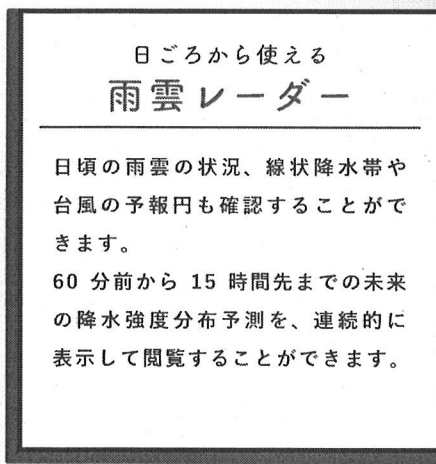 日ごろから使える
雨雲レーダー
日頃の雨雲の状況、線状降水帯や
台風の予報円も確認することがで
きます。
60 分前から 15 時間先までの未来
の降水強度分布予測を、連続的に
表示して閲覧することができます。